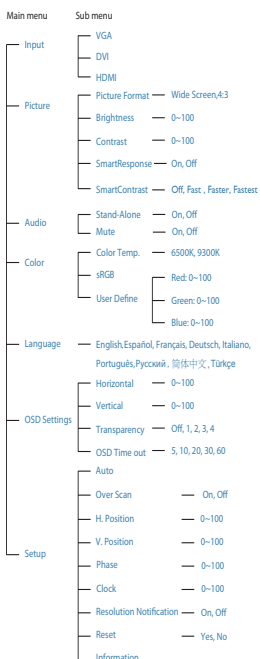 Main menu Sub menu
Input
VGA
DVI
HDMI
Picture
Picture Format Wide Screen,4:3
Brightness 0~100
Contrast 0~100
SmartResponse On, Off
SmartContrast Off, Fast , Faster, Fastest
Audio
Stand-Alone On, Off
Mute On, Off
Color
Color Temp. 6500K, 9300K
sRGB
User Define
Red: 0~100
Green: 0~100
Blue: 0~100
Language
English,Español, Français, Deutsch, Italiano,
Português,Русский , 简体中文,Türkçe
OSD Settings
Horizontal 0~100
Vertical 0~100
Transparency Off, 1, 2, 3, 4
OSD Time out 5, 10, 20, 30, 60
Setup
Auto
Over Scan On, Off
H. Position 0~100
V. Position 0~100
Phase 0~100
Clock 0~100
Resolution Notification On, Off
Reset Yes, No
Information